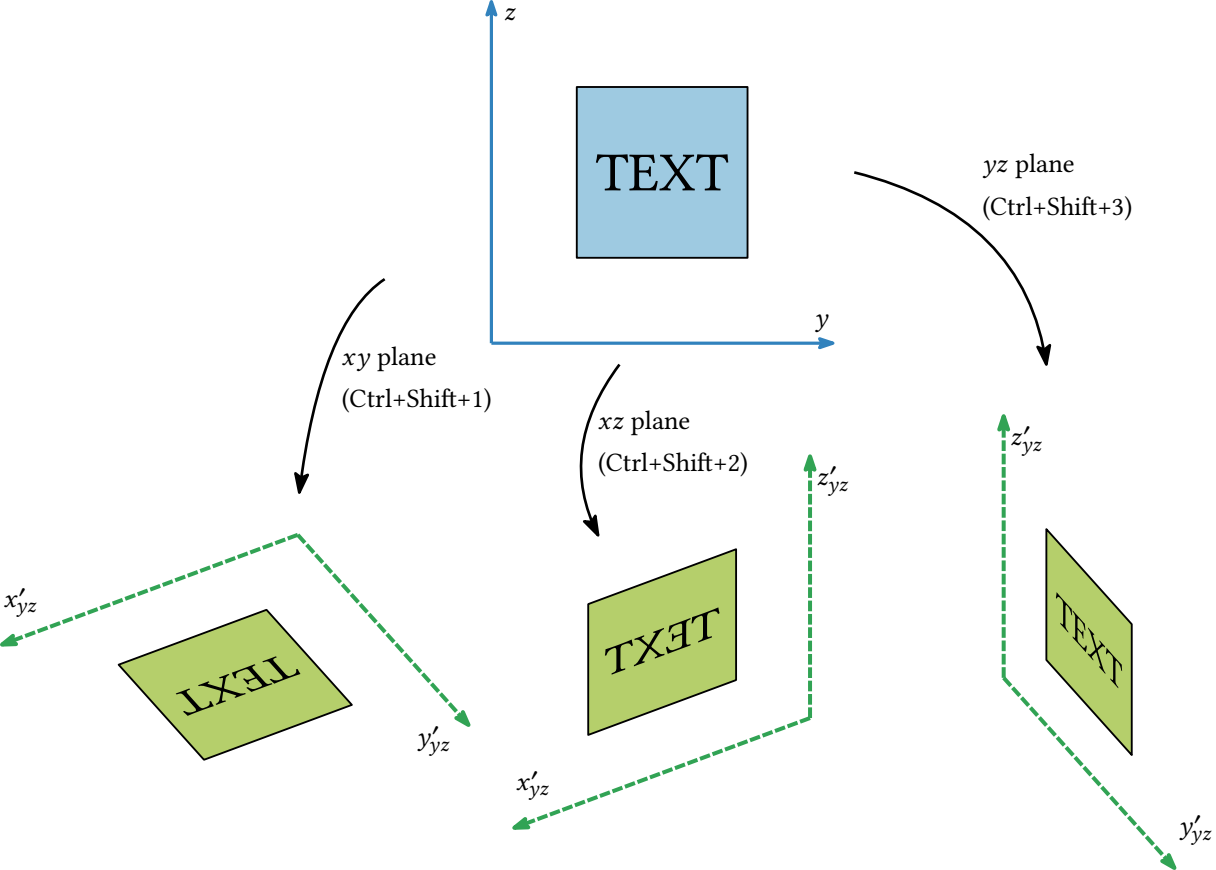 z
TEXT
yz plane
(Ctrl+Shift+3)
y
xy plane
(Ctrl+Shift+1)
xz plane
(Ctrl+Shift+2)
z′yz
z′yz
x′yz
TEXT
TEXT
TEXT
y′yz
x′yz
y′yz